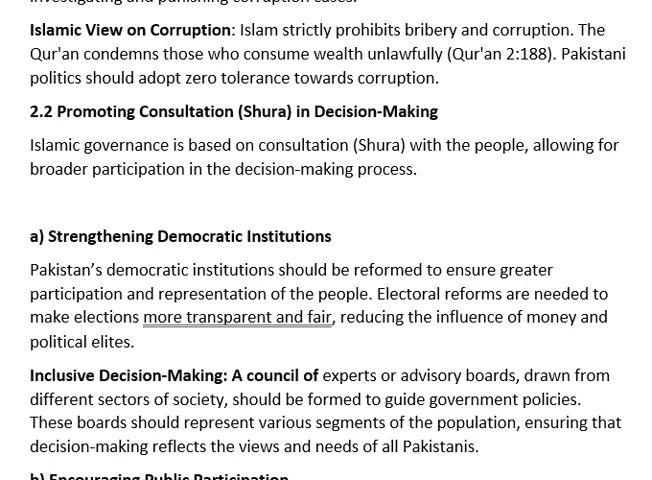 investigating and punishing corruption cases.
Islamic View on Corruption: Islam strictly prohibits bribery and corruption. The
Qur'an condemns those who consume wealth unlawfully (Qur'an 2:188). Pakistani
politics should adopt zero tolerance towards corruption.
2.2 Promoting Consultation (Shura) in Decision-Making
Islamic governance is based on consultation (Shura) with the people, allowing for
broader participation in the decision-making process.
a) Strengthening Democratic Institutions
Pakistan’s democratic institutions should be reformed to ensure greater
participation and representation of the people. Electoral reforms are needed to
make elections more transparent and fair, reducing the influence of money and
political elites.
Inclusive Decision-Making: A council of experts or advisory boards, drawn from
different sectors of society, should be formed to guide government policies.
These boards should represent various segments of the population, ensuring that
decision-making reflects the views and needs of all Pakistanis.
b) Encouraging Public Participation